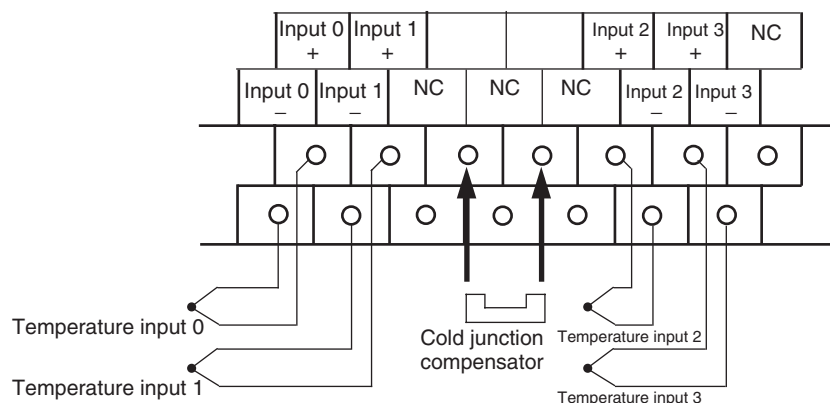 Input 0 Input 1 Input 2 Input 3 NC
+ + + +
Input 0 Input 1 NC NC NC Input 2 Input 3
– – – –
Temperature input 0
Cold junction
compensator
Temperature input 2
Temperature input 1
Temperature input 3